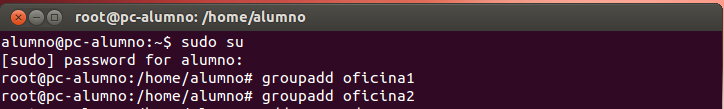 root@pc-alumno: /home/alumno
alumno@pc-alumno:~$ sudo su
[sudo] password for alumno:
root@pc-alumno:/home/alumno# groupadd oficina1
root@pc-alumno:/home/alumno# groupadd oficina2